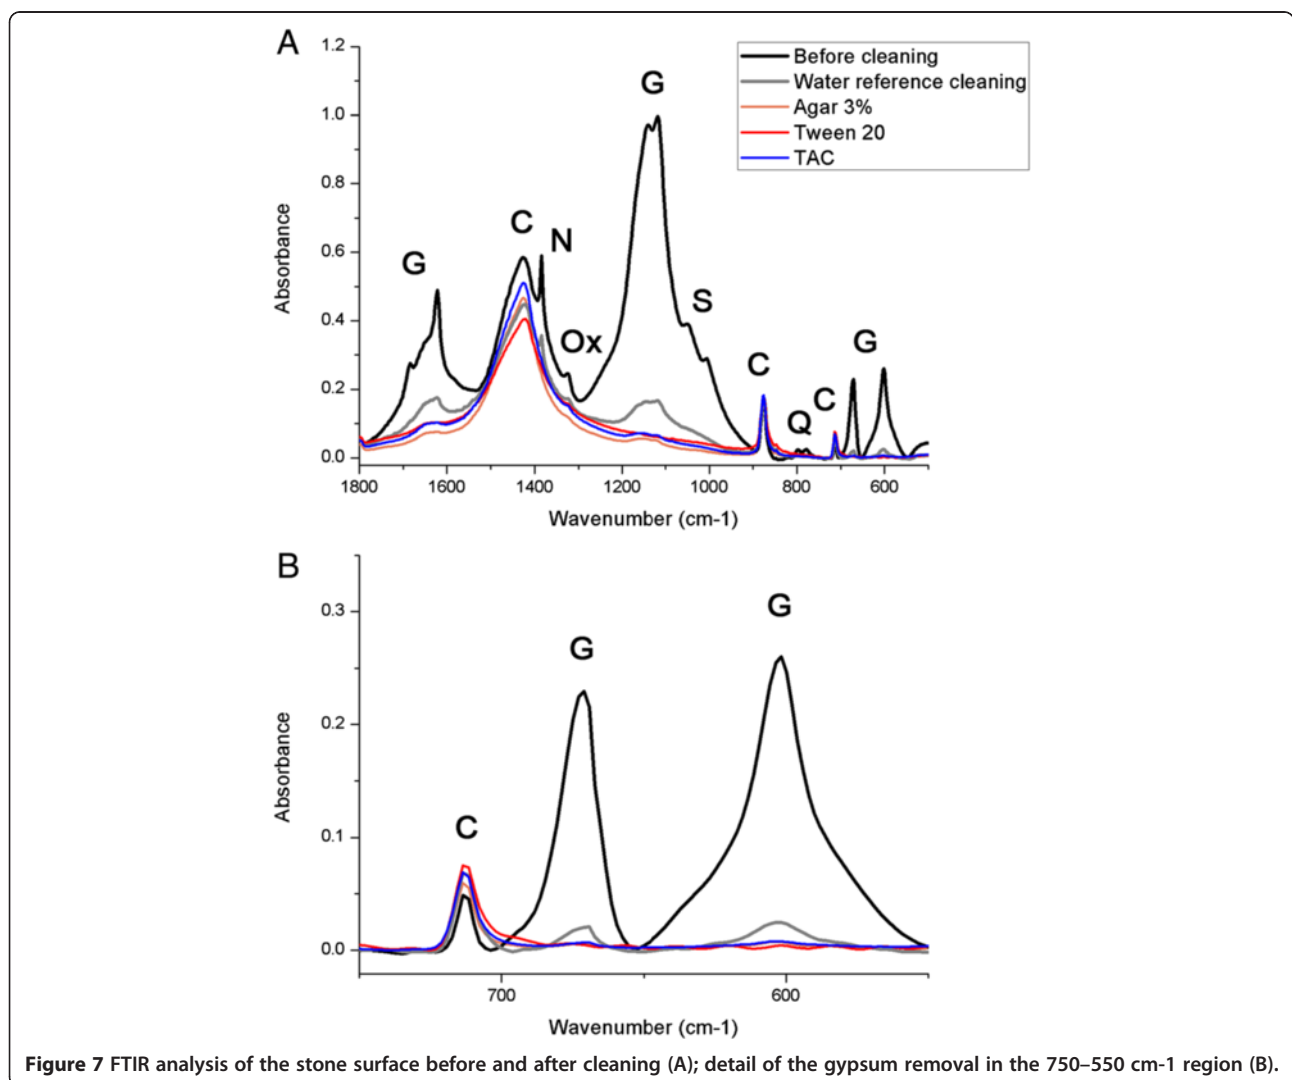 A
1.2
1.0
0.8
0.6
0.4
0.2
0.0
Absorbance
G
C
N
Ox
G
S
C
Q
C
G
Before cleaning
Water reference cleaning
Agar 3%
Tween 20
TAC
1800 1600 1400 1200 1000 800 600
Wavenumber (cm-1)
B
0.3
0.2
0.1
0.0
Absorbance
C
G
G
700 600
Wavenumber (cm-1)
Figure 7 FTIR analysis of the stone surface before and after cleaning (A); detail of the gypsum removal in the 750–550 cm-1 region (B).